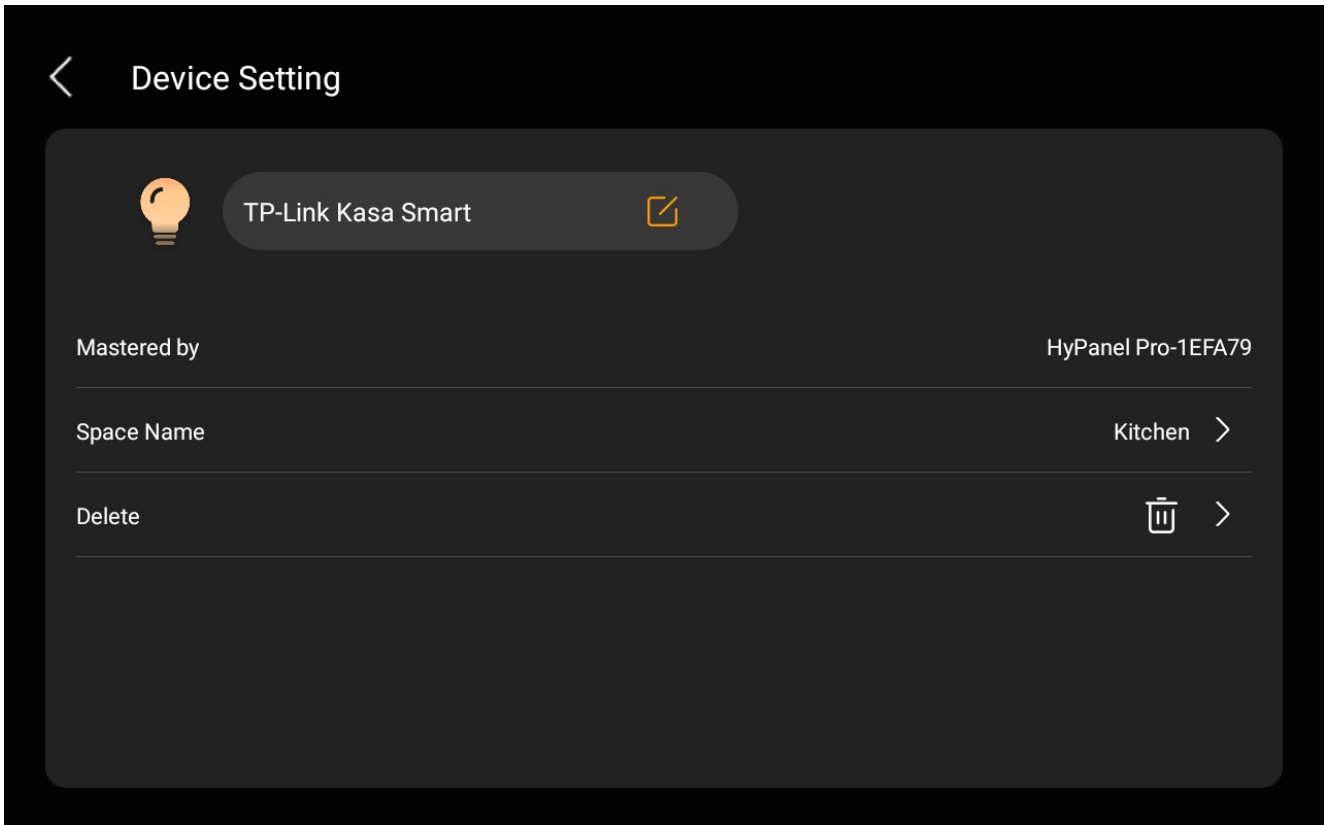 Device Setting
TP-Link Kasa Smart
Mastered by HyPanel Pro-1EFA79
Space Name Kitchen
Delete